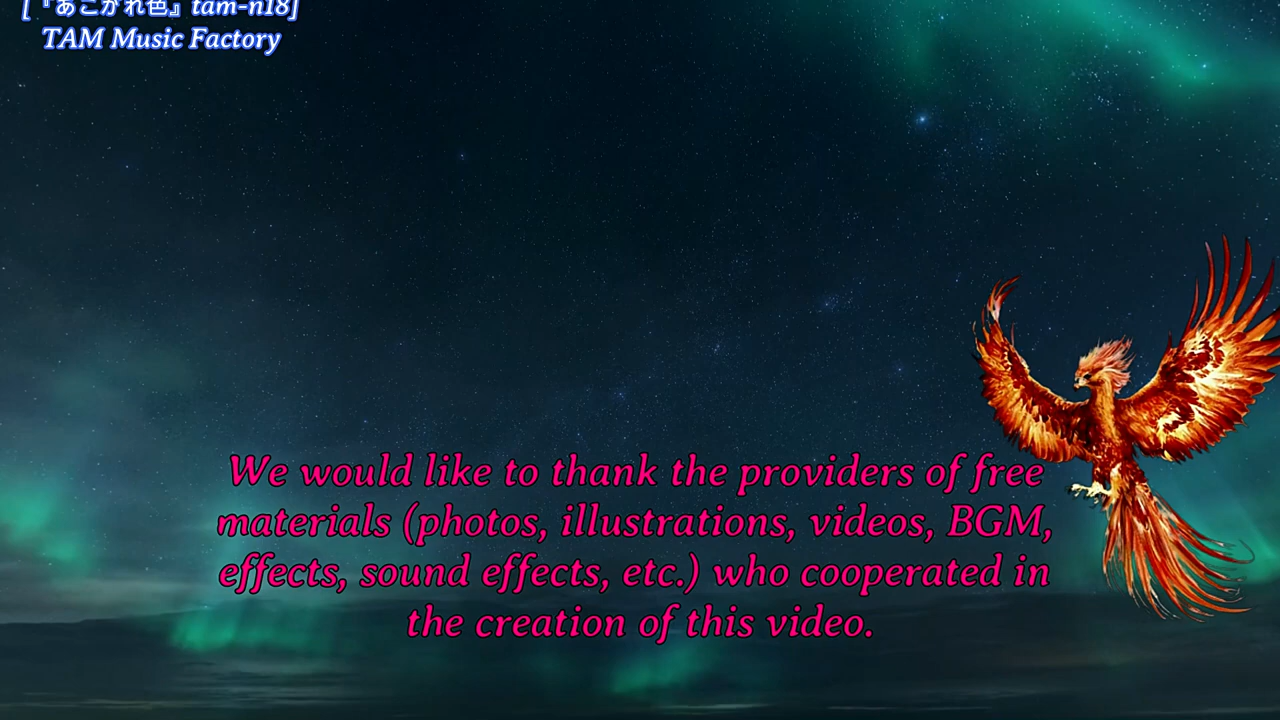 [『あこがれ色』tam-n18]
TAM Music Factory
We would like to thank the providers of free
materials (photos, illustrations, videos, BGM,
effects, sound effects, etc.) who cooperated in
the creation of this video.